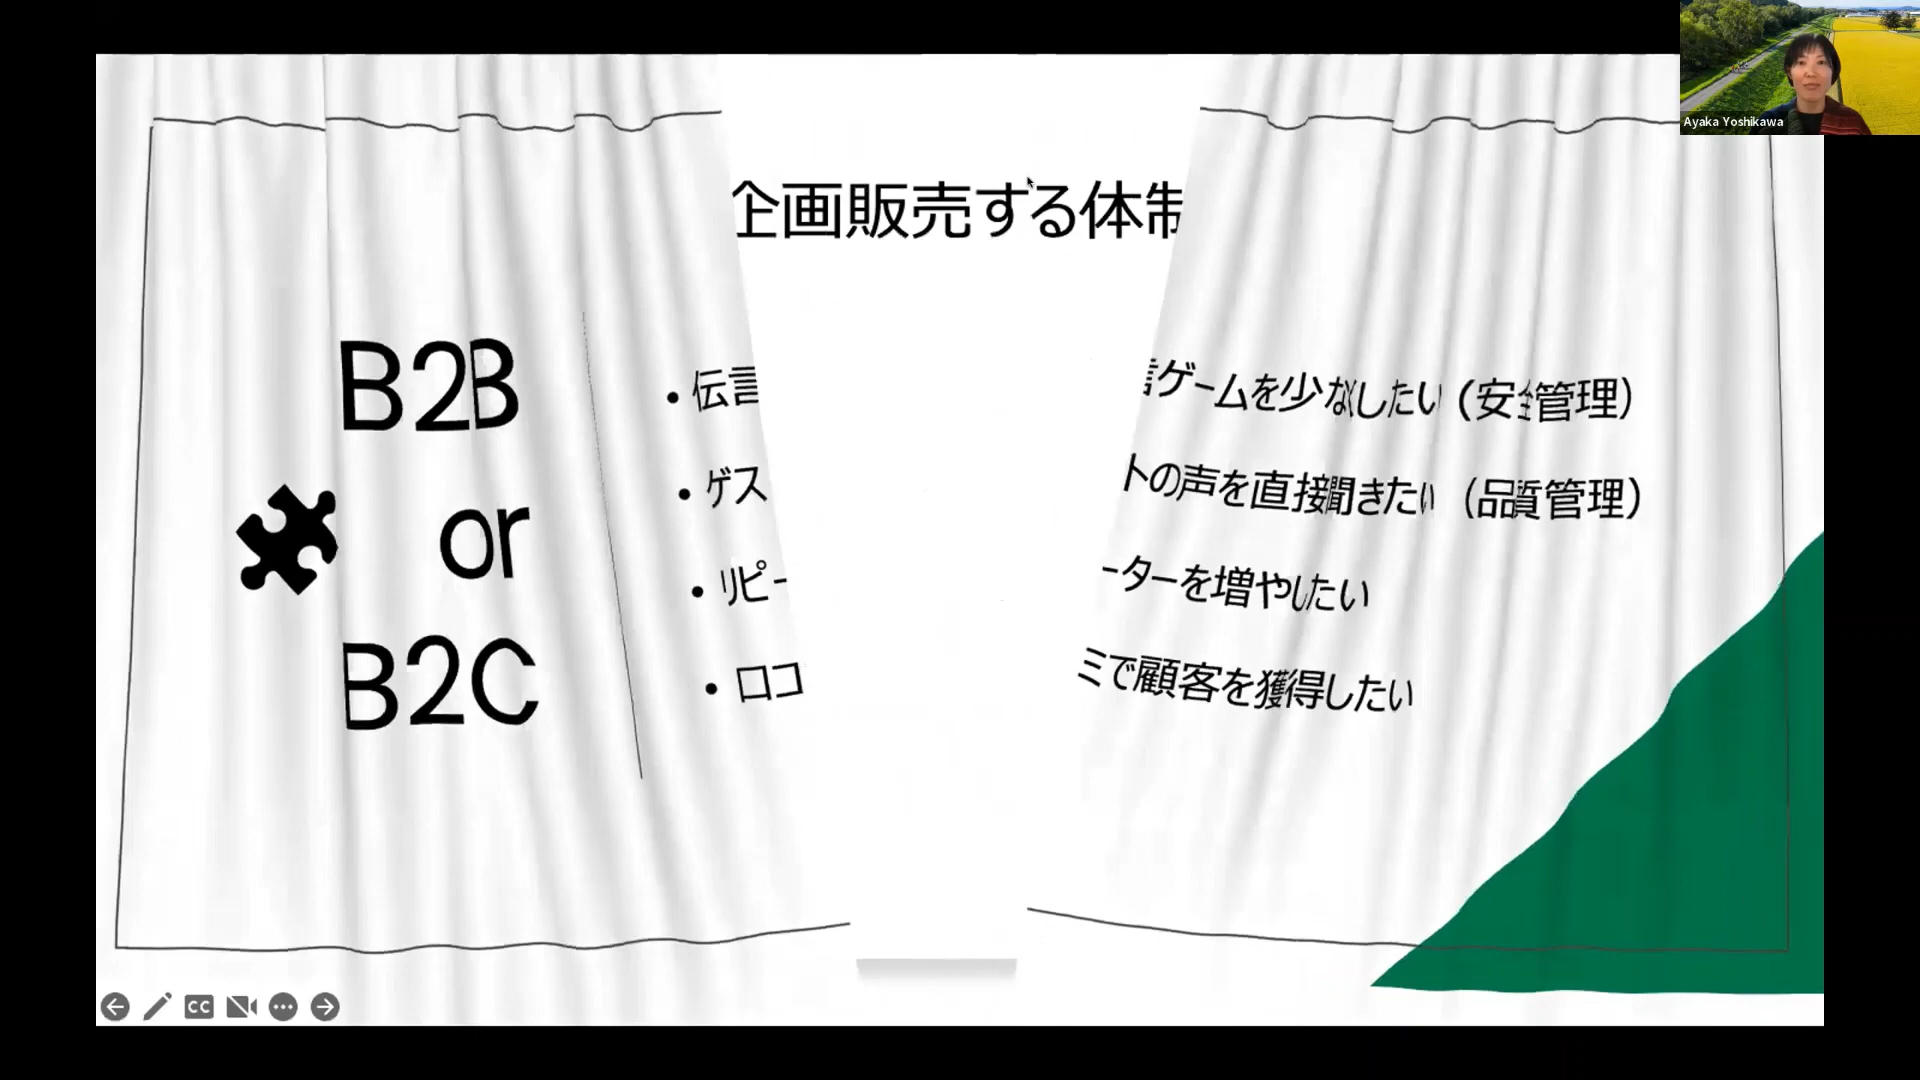 Ayaka Yoshikawa
企画販売する体制
B2B
or
B2C
• 伝言ゲームを少なくしたい（安全管理）
• ゲストの声を直接聞きたい（品質管理）
• リピーターを増やしたい
• 口コミで顧客を獲得したい
CC